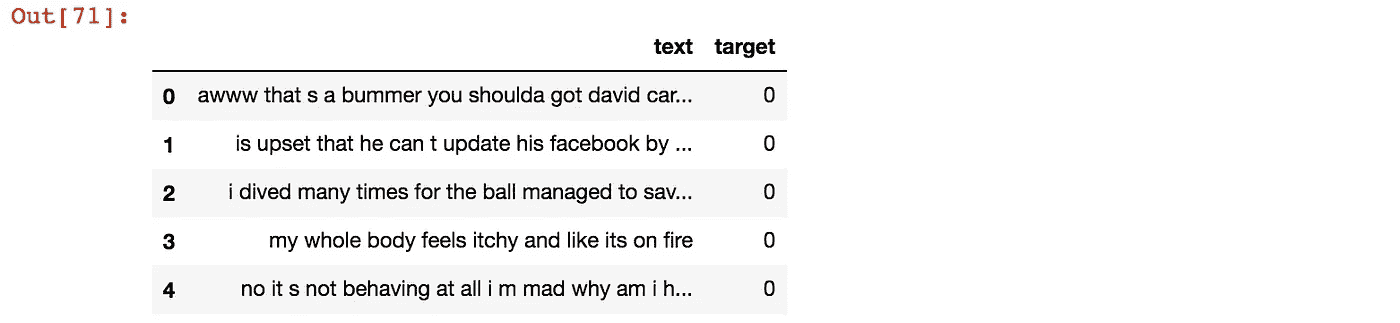 Out[71]:
text target
0 awww that s a bummer you shoulda got david car... 0
1 is upset that he can t update his facebook by ... 0
2 i dived many times for the ball managed to sav... 0
3 my whole body feels itchy and like its on fire 0
4 no it s not behaving at all i m mad why am i h... 0